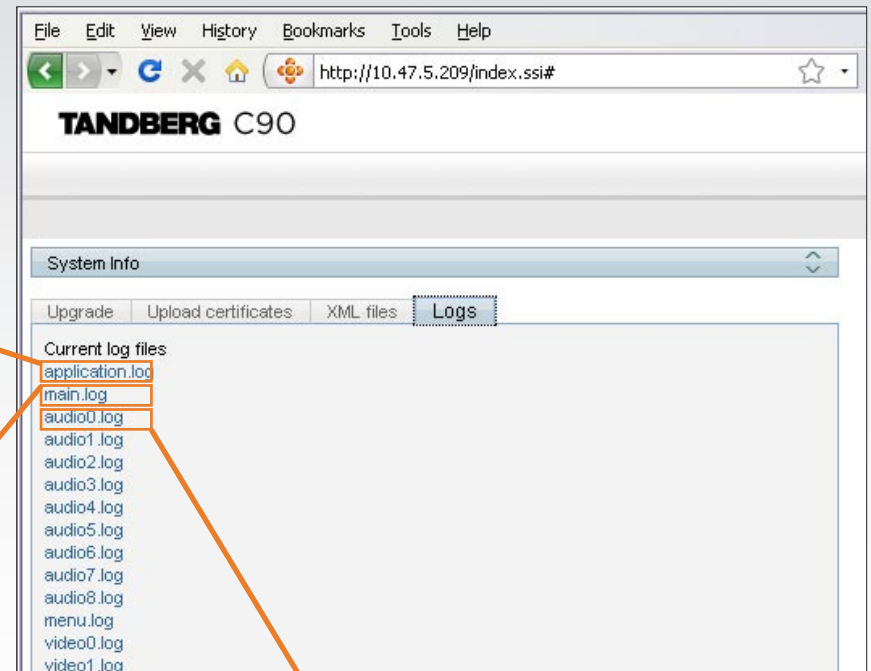 File Edit View History Bookmarks Tools Help
http://10.47.5.209/index.ssi#
TANDBERG C90
System Info
Upgrade Upload certificates XML files Logs
Current log files
application.log
main.log
audio0.log
audio1.log
audio2.log
audio3.log
audio4.log
audio5.log
audio6.log
audio7.log
audio8.log
menu.log
video0.log
video1.log